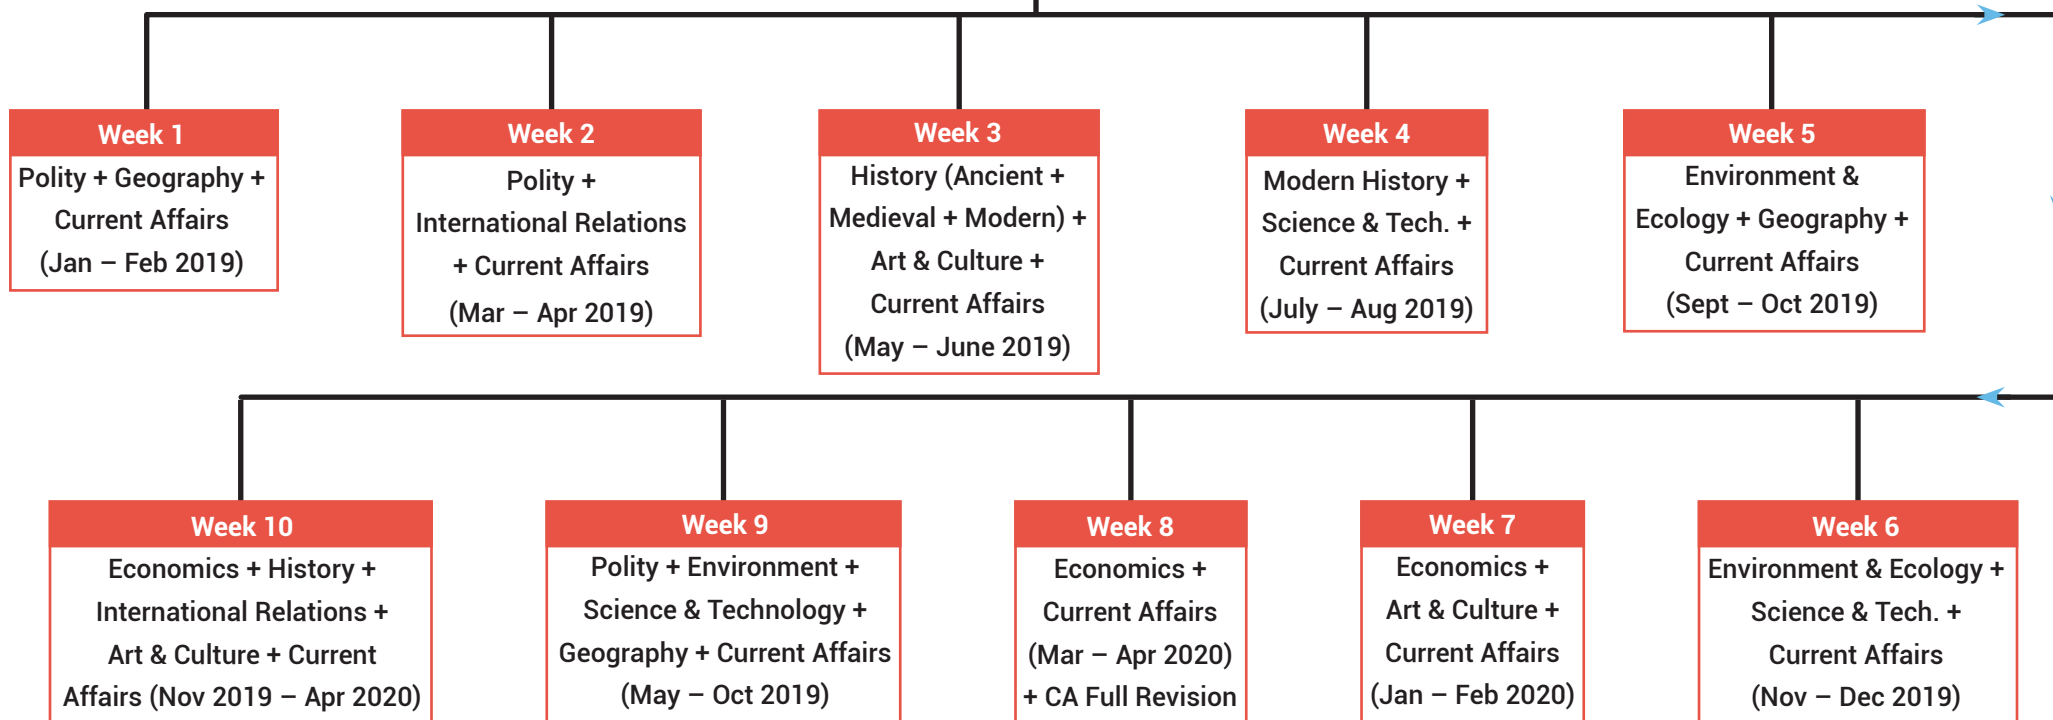 Week 1
Polity + Geography +
Current Affairs
(Jan – Feb 2019)
Week 2
Polity +
International Relations
+ Current Affairs
(Mar – Apr 2019)
Week 3
History (Ancient +
Medieval + Modern) +
Art & Culture +
Current Affairs
(May – June 2019)
Week 4
Modern History +
Science & Tech. +
Current Affairs
(July – Aug 2019)
Week 5
Environment &
Ecology + Geography +
Current Affairs
(Sept – Oct 2019)
Week 10
Economics + History +
International Relations +
Art & Culture + Current
Affairs (Nov 2019 – Apr 2020)
Week 9
Polity + Environment +
Science & Technology +
Geography + Current Affairs
(May – Oct 2019)
Week 8
Economics +
Current Affairs
(Mar – Apr 2020)
+ CA Full Revision
Week 7
Economics +
Art & Culture +
Current Affairs
(Jan – Feb 2020)
Week 6
Environment & Ecology +
Science & Tech. +
Current Affairs
(Nov – Dec 2019)